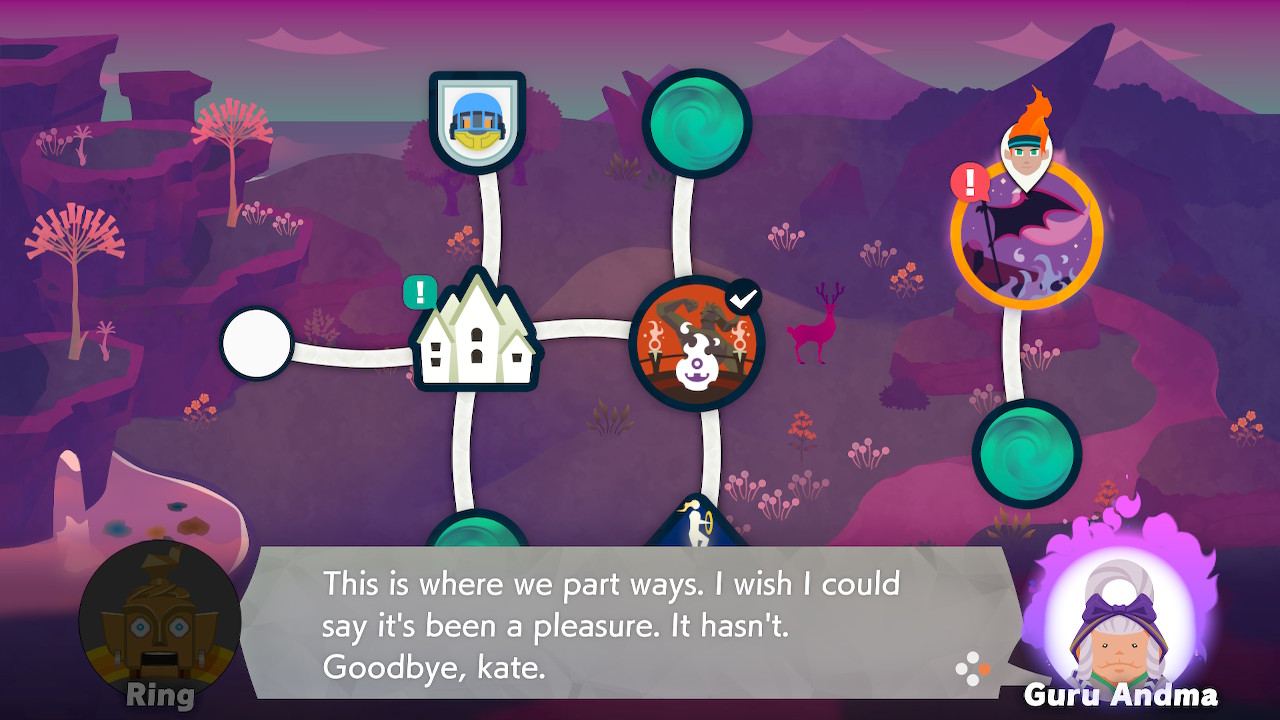 !
!
This is where we part ways. I wish I could
say it's been a pleasure. It hasn't.
Goodbye, kate.
Ring
Guru Andma